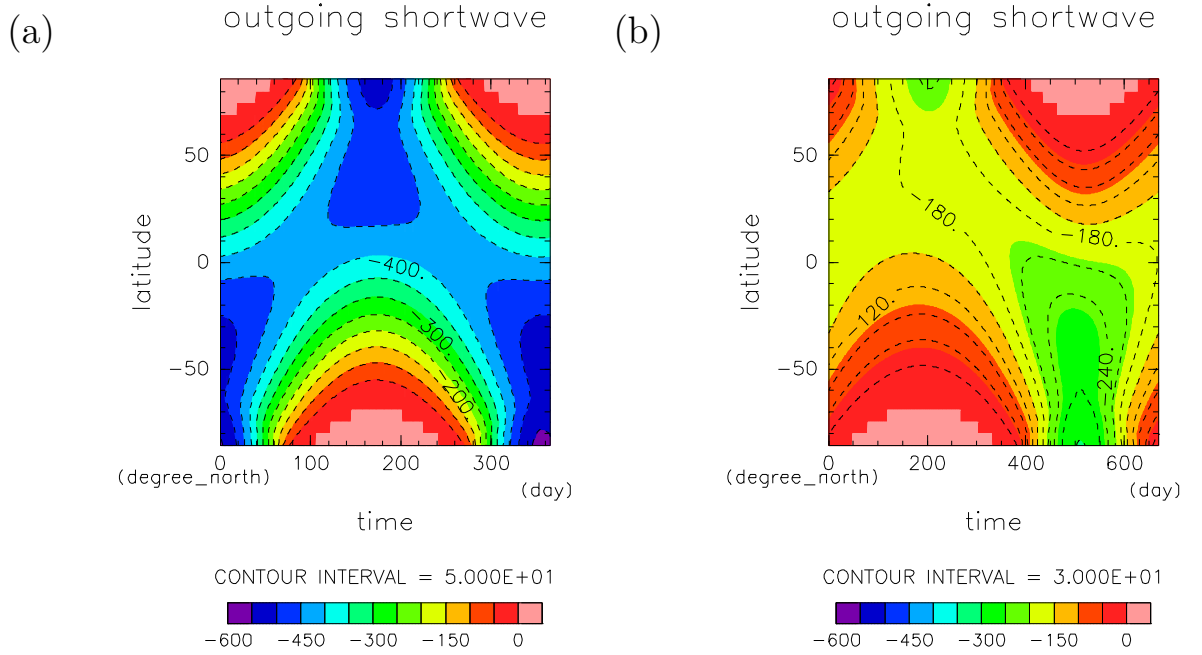 (a)
outgoing shortwave
50
0
−50
latitude
−400.
−300.
−200
0 100 200 300
(degree_north)
(day)
time
CONTOUR INTERVAL = 5.000E+01
−600 −450 −300 −150 0
(b)
outgoing shortwave
50
0
−50
latitude
−180.
−180.
−120.
240.
0 200 400 600
(degree_north)
(day)
time
CONTOUR INTERVAL = 3.000E+01
−600 −450 −300 −150 0